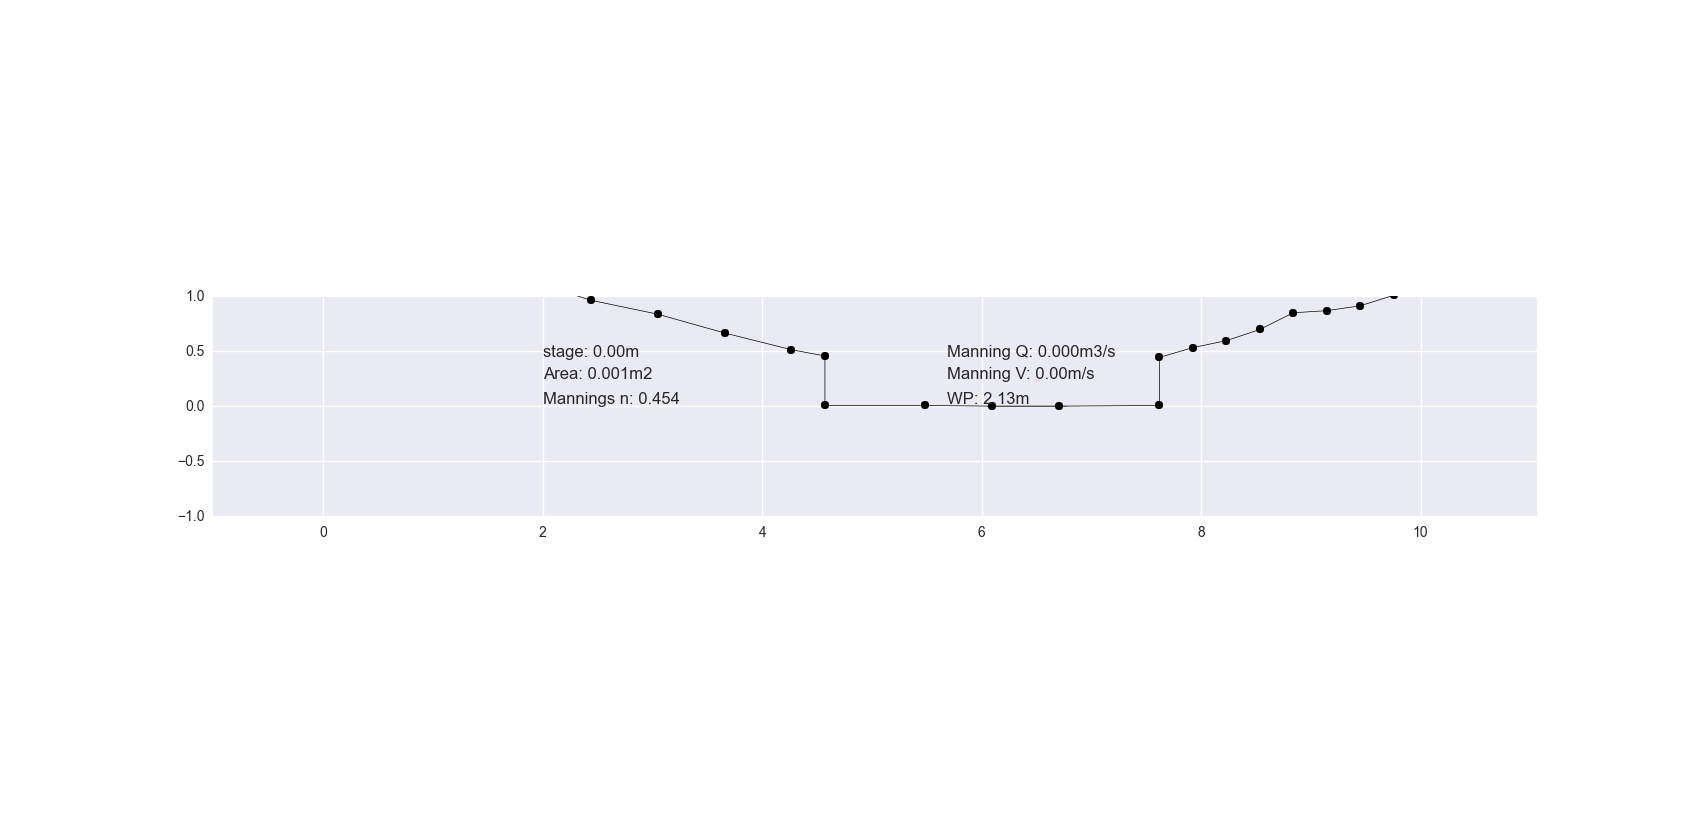 1.0
0.5
0.0
−0.5
−1.0
stage: 0.00m
Area: 0.001m2
Mannings n: 0.454
Manning Q: 0.000m3/s
Manning V: 0.00m/s
WP: 2.13m
0 2 4 6 8 10